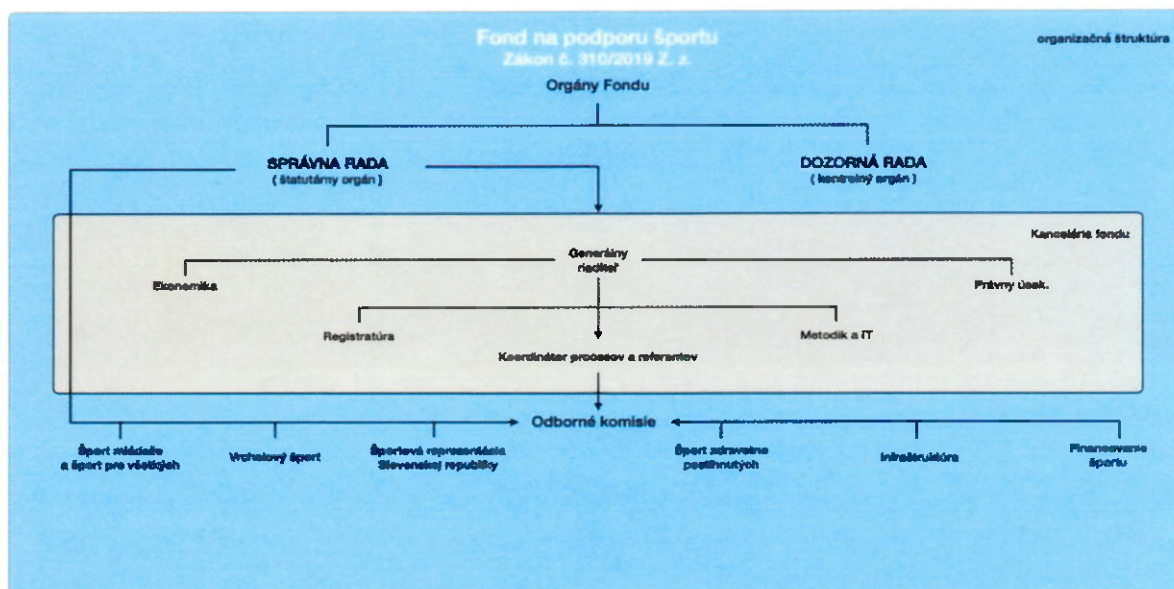 Fond na podporu športu
organizačná štruktúra
Zákon č. 310/2019 Z. z.
Orgány Fondu
SPRÁVNA RADA
( štatutárny orgán )
DOZORNÁ RADA
( kontrolný orgán )
Kancelária fondu
Generálny
riaditeľ
Ekonomika
Právny úsek.
Registratúra
Metodik a IT
Koordinátor procesov a referentov
Odborné komisie
Šport mládeže
a šport pre všetkých
Vrcholový šport
Športová reprezentácia
Slovenskej republiky
Šport zdravotne
postihnutých
Infraštruktúra
Financovanie
športu